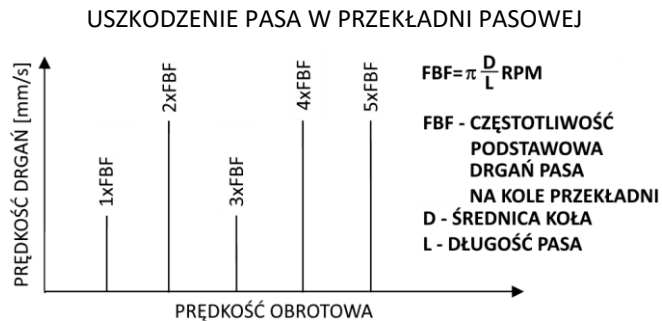 USZKODZENIE PASA W PRZEKŁADNI PASOWEJ
PRĘDKOŚĆ DRGAŃ [mm/s]
1xFBF
2xFBF
3xFBF
4xFBF
5xFBF
PRĘDKOŚĆ OBROTOWA
FBF=π D/L RPM
FBF - CZĘSTOTLIWOŚĆ
PODSTAWOWA
DRGAŃ PASA
NA KOLE PRZEKŁADNI
D - ŚREDNICA KOŁA
L - DŁUGOŚĆ PASA